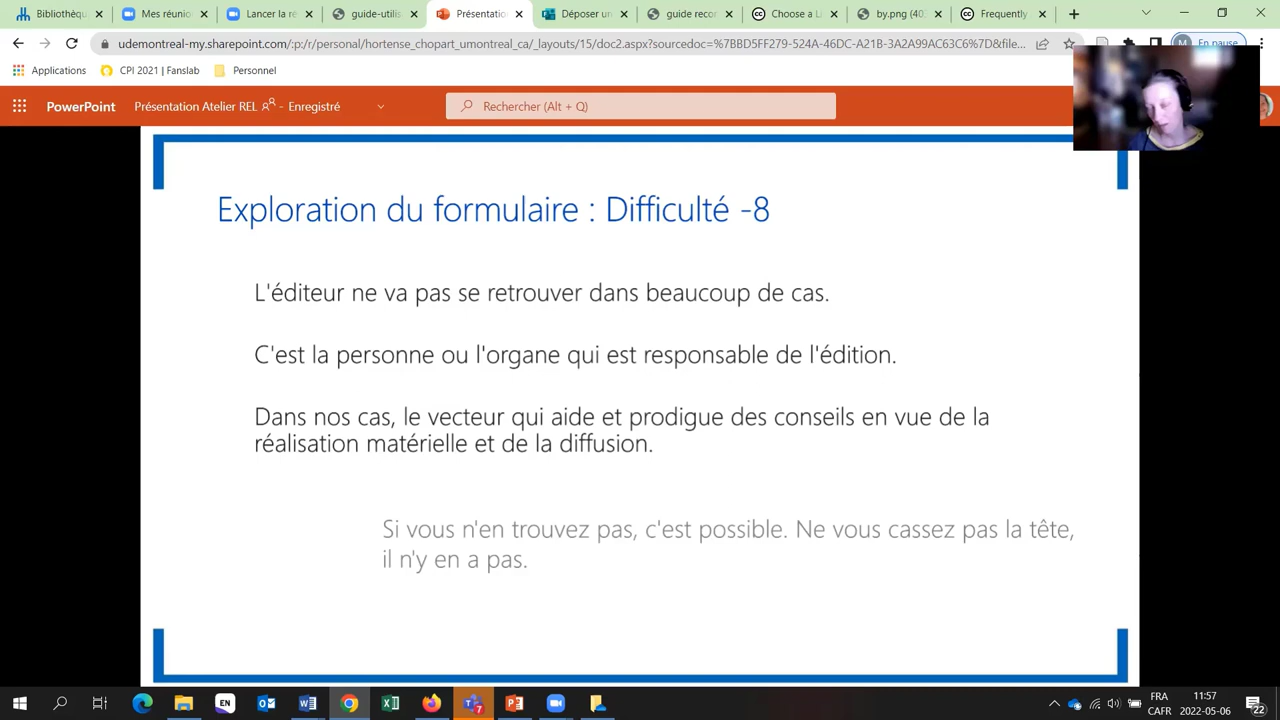 Bibliothèqu
Mes réunio
Lancer la ré
guide-utilis
Présentatio
Déposer un
guide recon
Choose a Li
by.png (403
Frequently
udemontreal-my.sharepoint.com/:p:/r/personal/hortense_chopart_umontreal_ca/_layouts/15/doc2.aspx?sourcedoc=%7BBD5FF279-524A-46DC-A21B-3A2A99AC63C6%7D&file...
En pause
Applications
CPI 2021 | Fanslab
Personnel
PowerPoint
Présentation Atelier REL - Enregistré
Rechercher (Alt + Q)
Exploration du formulaire : Difficulté -8
L'éditeur ne va pas se retrouver dans beaucoup de cas.
C'est la personne ou l'organe qui est responsable de l'édition.
Dans nos cas, le vecteur qui aide et prodigue des conseils en vue de la
réalisation matérielle et de la diffusion.
Si vous n'en trouvez pas, c'est possible. Ne vous cassez pas la tête,
il n'y en a pas.
EN
7
FRA
CAFR
11:57
2022-05-06
22